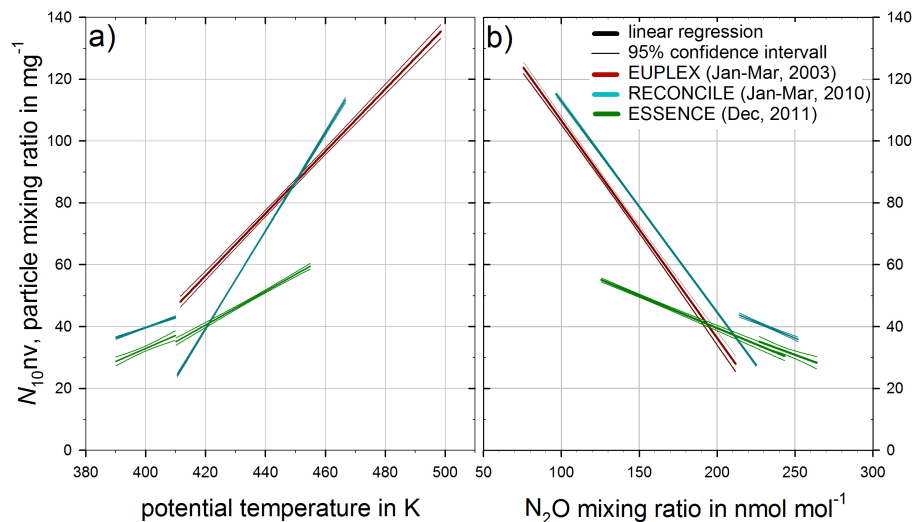 a)
b)
linear regression
95% confidence intervall
EUPLEX (Jan-Mar, 2003)
RECONCILE (Jan-Mar, 2010)
ESSENCE (Dec, 2011)
N10nv, particle mixing ratio in mg-1
140
120
100
80
60
40
20
0
140
120
100
80
60
40
20
0
380 400 420 440 460 480 500
50 100 150 200 250 300
potential temperature in K
N2O mixing ratio in nmol mol-1